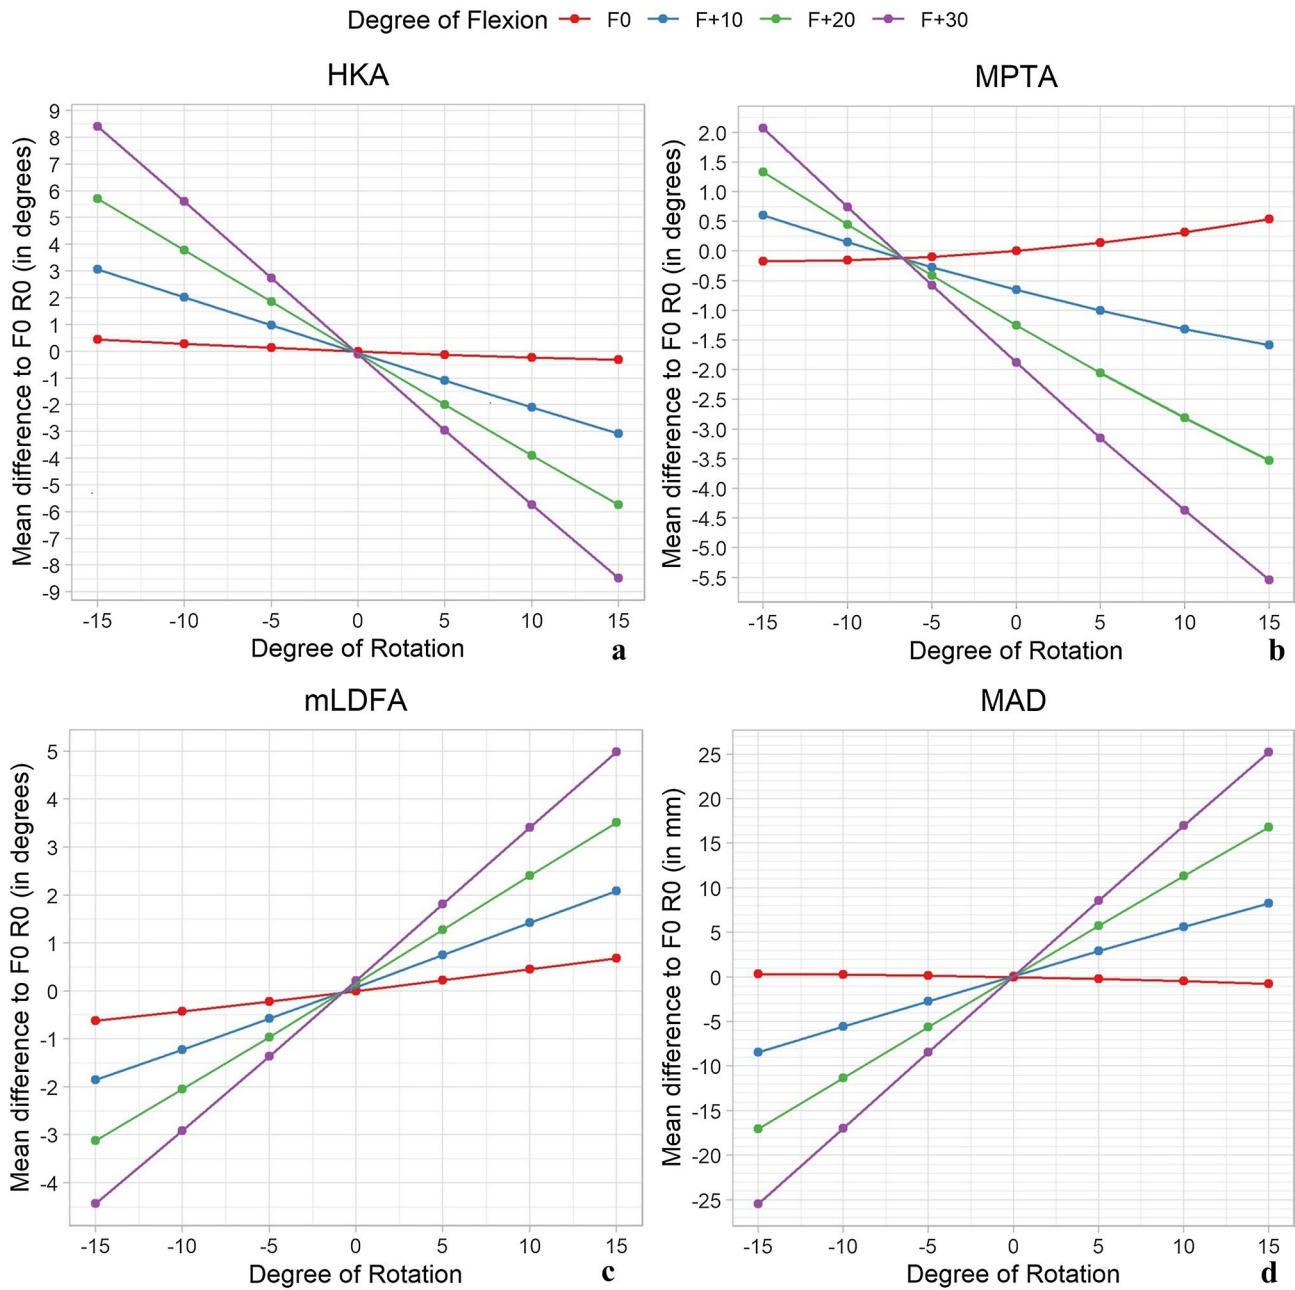 Degree of Flexion F0 F+10 F+20 F+30
HKA
Mean difference to F0 R0 (in degrees)
9
8
7
6
5
4
3
2
1
0
-1
-2
-3
-4
-5
-6
-7
-8
-9
-15 -10 -5 0 5 10 15
Degree of Rotation
a
MPTA
Mean difference to F0 R0 (in degrees)
2.0
1.5
1.0
0.5
0.0
-0.5
-1.0
-1.5
-2.0
-2.5
-3.0
-3.5
-4.0
-4.5
-5.0
-5.5
-15 -10 -5 0 5 10 15
Degree of Rotation
b
mLDFA
Mean difference to F0 R0 (in degrees)
5
4
3
2
1
0
-1
-2
-3
-4
-15 -10 -5 0 5 10 15
Degree of Rotation
c
MAD
Mean difference to F0 R0 (in mm)
25
20
15
10
5
0
-5
-10
-15
-20
-25
-15 -10 -5 0 5 10 15
Degree of Rotation
d